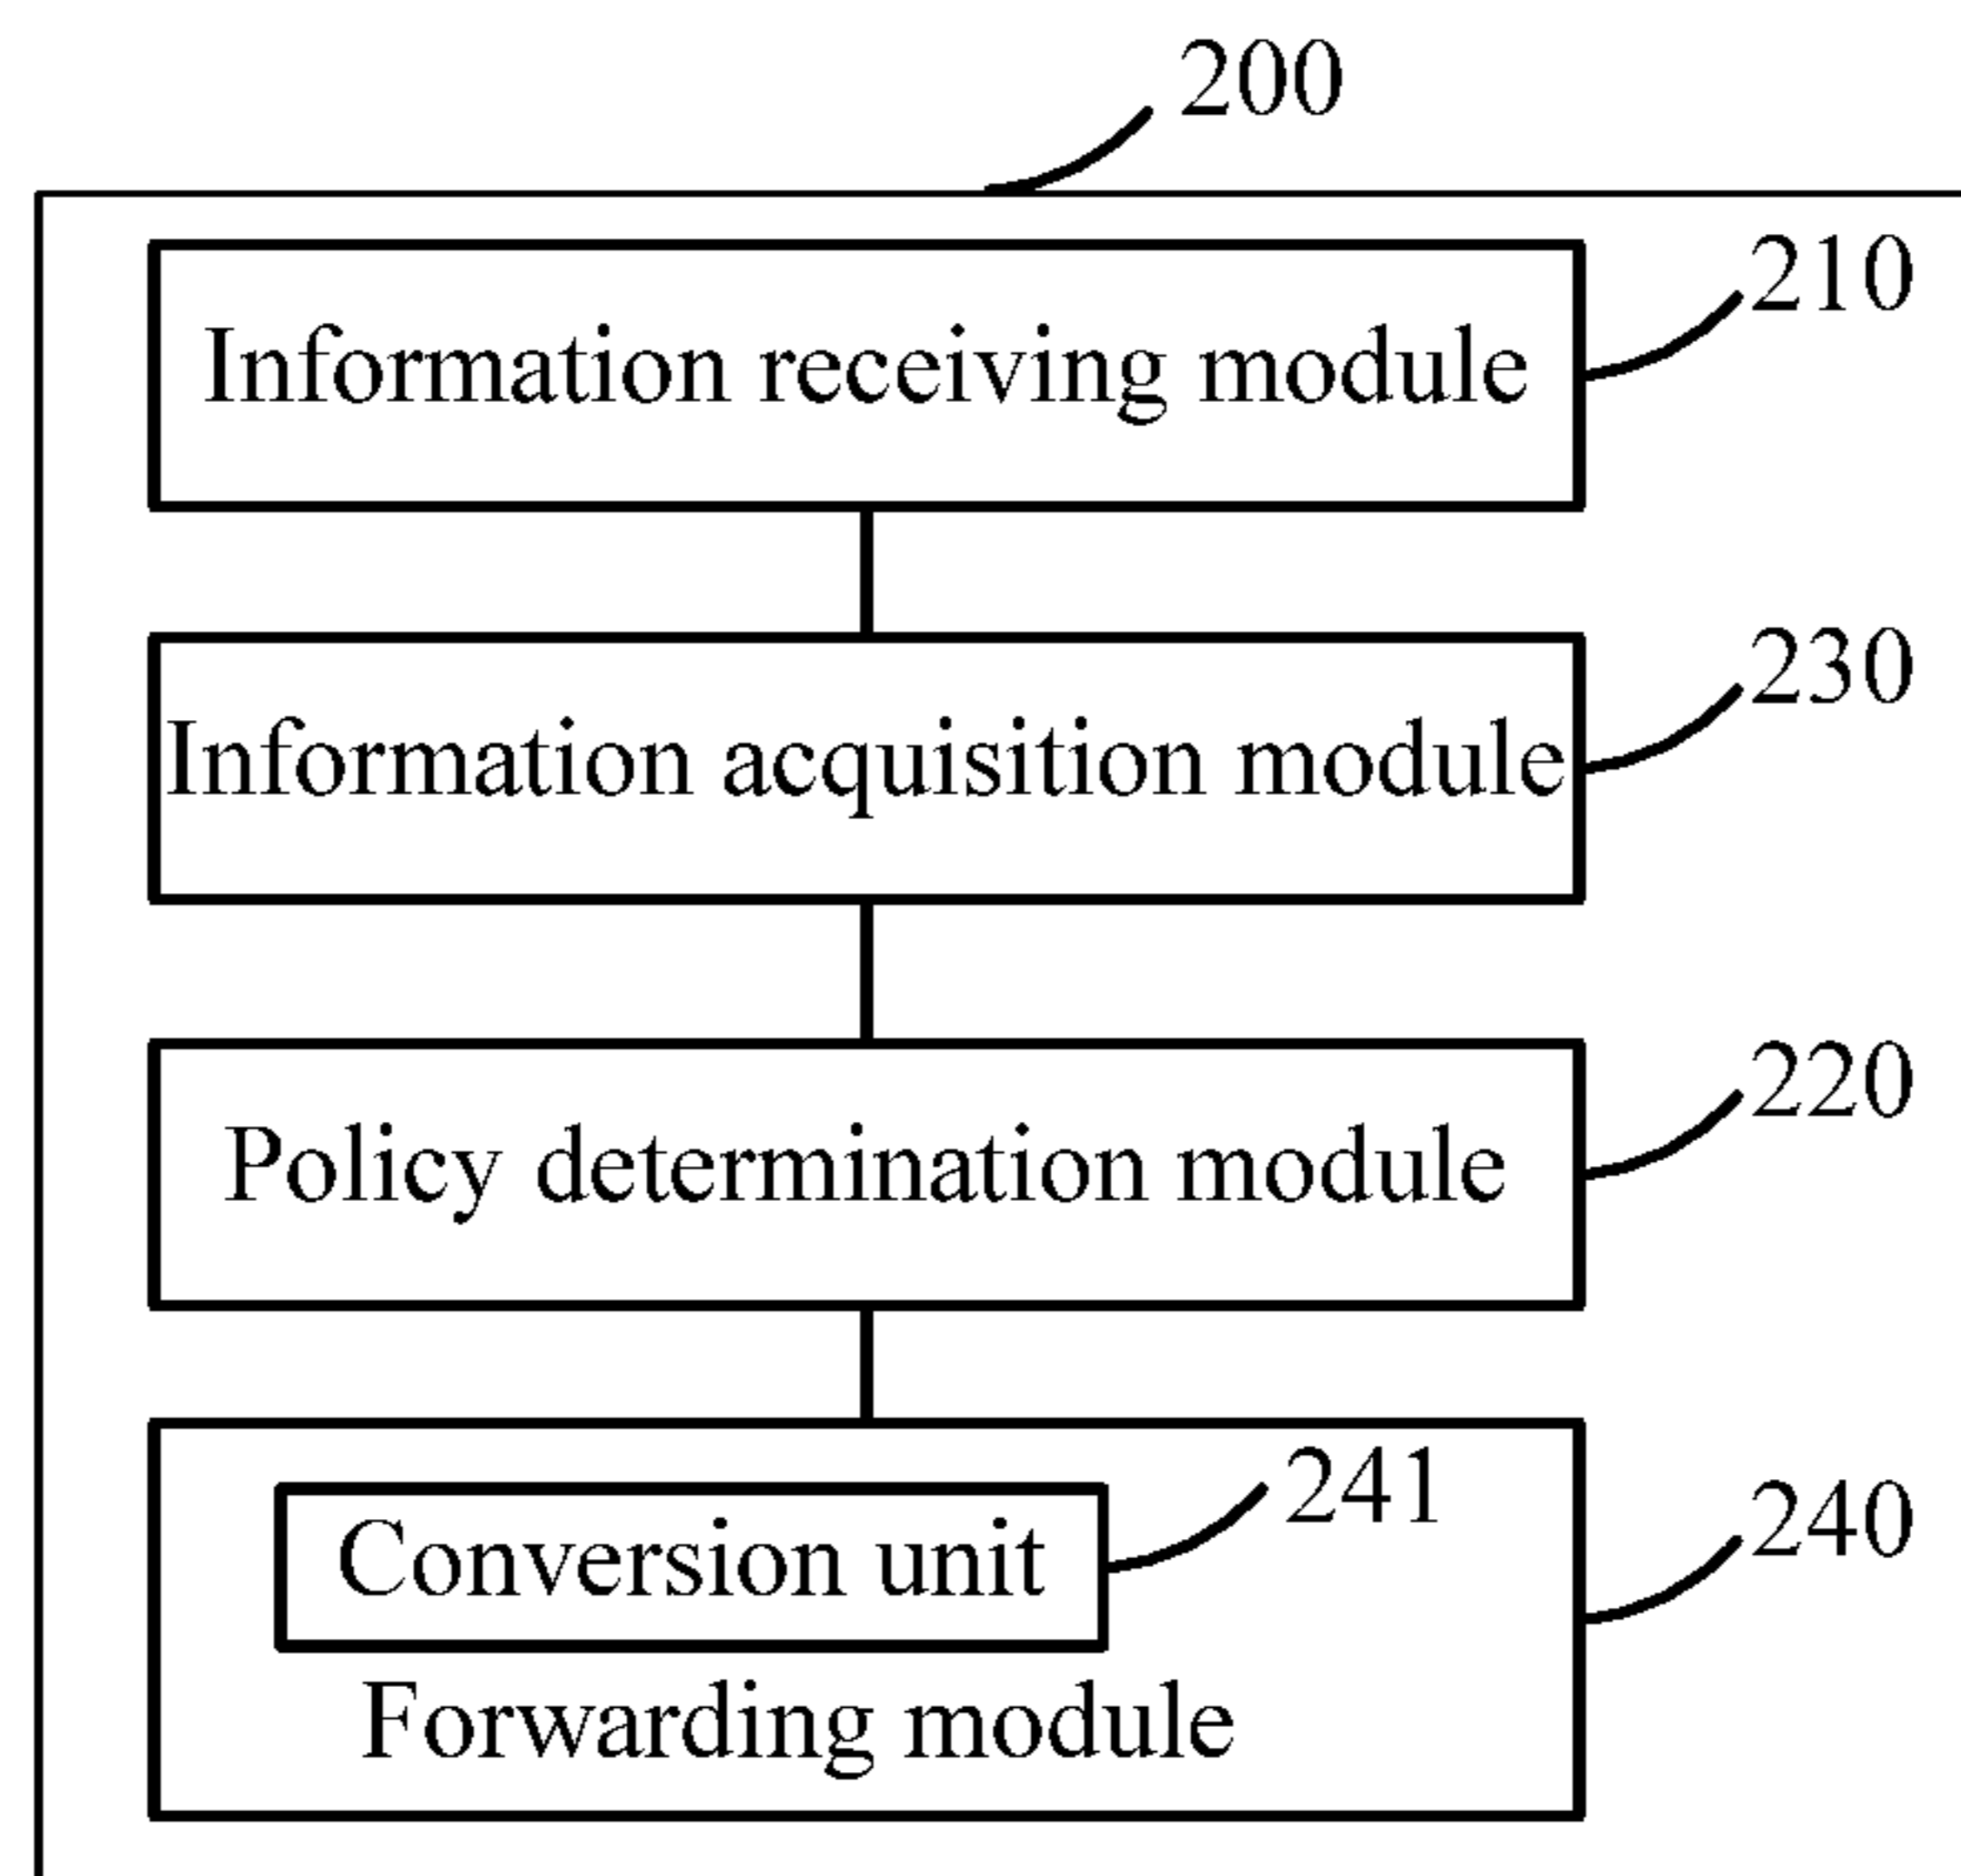 200
210
Information receiving module
230
Information acquisition module
220
Policy determination module
241
240
Conversion unit
Forwarding module